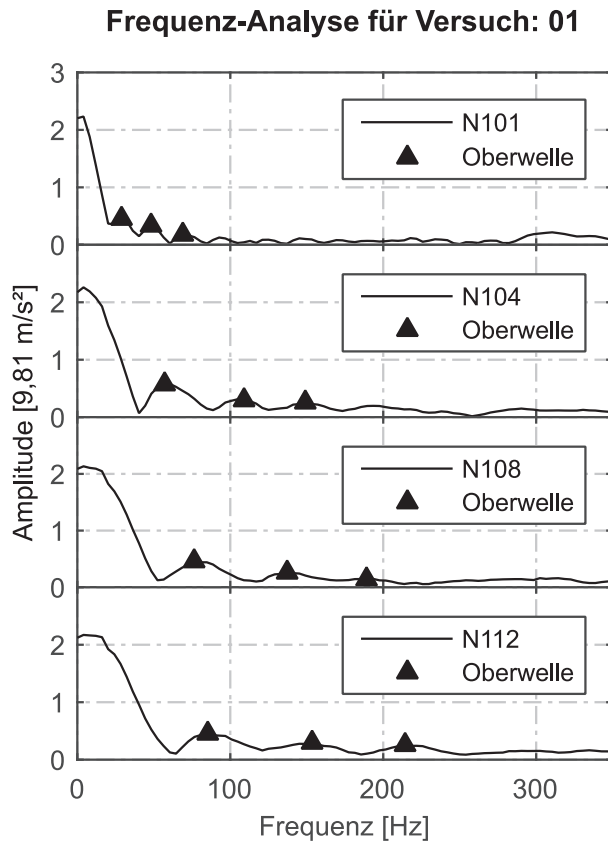 Frequenz-Analyse für Versuch: 01
3
N101
Oberwelle
2
1
0
N104
Oberwelle
2
1
0
N108
Oberwelle
2
1
0
N112
Oberwelle
2
1
0
0
100
200
300
Amplitude [9,81 m/s²]
Frequenz [Hz]